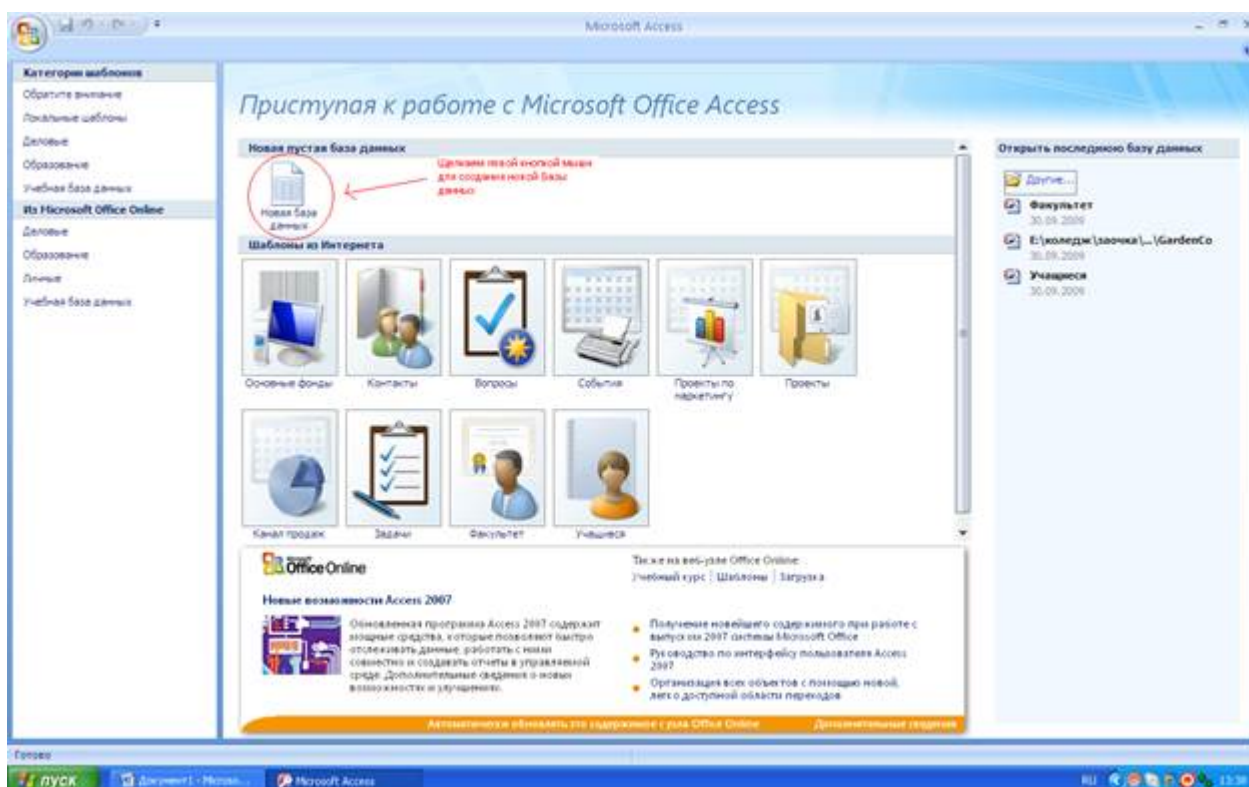 Microsoft Access
Категории шаблонов
Обратите внимание
Локальные шаблоны
Деловые
Образование
Учебная база данных
Из Microsoft Office Online
Деловые
Образование
Личные
Учебная база данных
Приступая к работе с Microsoft Office Access
Новая пустая база данных
Щелкаем левой кнопкой мыши
для создания новой базы
данных
Новая база
данных
Шаблоны из Интернета
Основные фонды
Контакты
Вопросы
События
Проекты по
маркетингу
Проекты
Канал продаж
Задачи
Факультет
Учащиеся
Office Online
Также на веб-узле Office Online:
Учебный курс | Шаблоны | Загрузка
Новые возможности Access 2007
Обновленная программа Access 2007 содержит
мощные средства, которые позволяют быстро
отслеживать данные, работать с ними
совместно и создавать отчеты в управляемой
среде. Дополнительные сведения о новых
возможностях и улучшениях.
Получение новейшего содержимого при работе с
выпуском 2007 системы Microsoft Office
Руководство по интерфейсу пользователя Access
2007
Организация всех объектов с помощью новой,
легко доступной области переходов
Автоматически обновлять это содержимое с узла Office Online
Дополнительные сведения
Открыть последнюю базу данных
Другие...
Факультет
30.09.2009
E:\коледж\заочка\...\GardenCo
30.09.2009
Учащиеся
30.09.2009
Готово
пуск
Документ1 - Micros...
Microsoft Access
RU
13:38